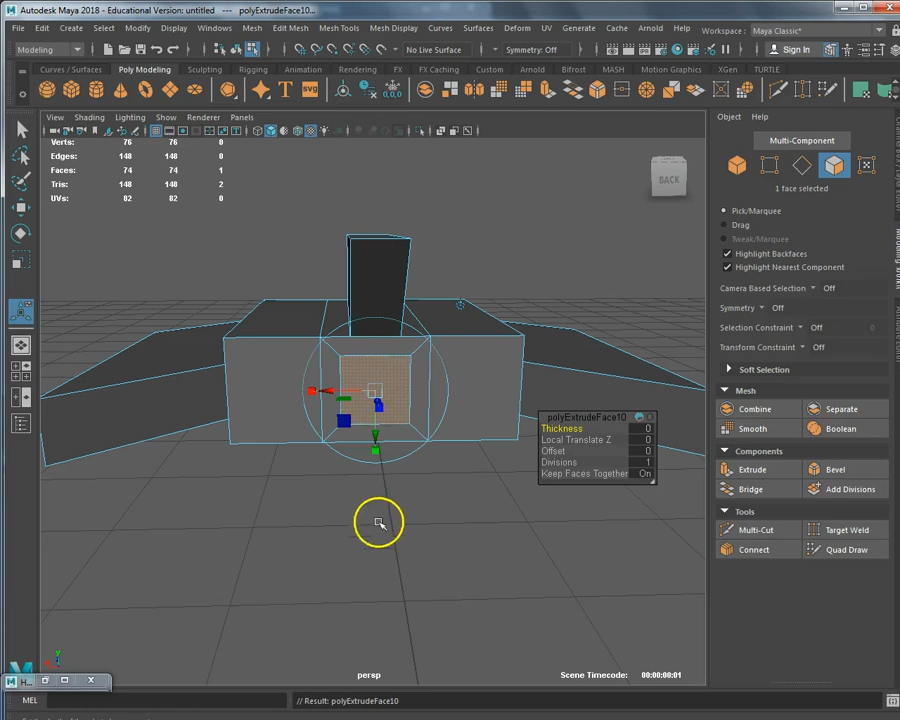 Autodesk Maya 2018 - Educational Version: untitled --- polyExtrudeFace10...
File Edit Create Select Modify Display Windows Mesh Edit Mesh Mesh Tools Mesh Display Curves Surfaces Deform UV Generate Cache Arnold Help Workspace : Maya Classic*
Modeling No Live Surface Symmetry: Off Sign In
Curves / Surfaces Poly Modeling Sculpting Rigging Animation Rendering FX FX Caching Custom Arnold Bifrost MASH Motion Graphics XGen TURTLE
SVG
View Shading Lighting Show Renderer Panels
Verts: 76 76 0
Edges: 148 148 0
Faces: 74 74 1
Tris: 148 148 2
UVs: 82 82 0
BACK
polyExtrudeFace10
Thickness 0
Local Translate Z 0
Offset 0
Divisions 1
Keep Faces Together On
persp
Scene Timecode: 00:00:00:01
Object Help
Multi-Component
1 face selected
Pick/Marquee
Drag
Tweak/Marquee
Highlight Backfaces
Highlight Nearest Component
Camera Based Selection Off
Symmetry Off
Selection Constraint Off 0
Transform Constraint Off
Soft Selection
Mesh
Combine Separate
Smooth Boolean
Components
Extrude Bevel
Bridge Add Divisions
Tools
Multi-Cut Target Weld
Connect Quad Draw
H...
MEL // Result: polyExtrudeFace10